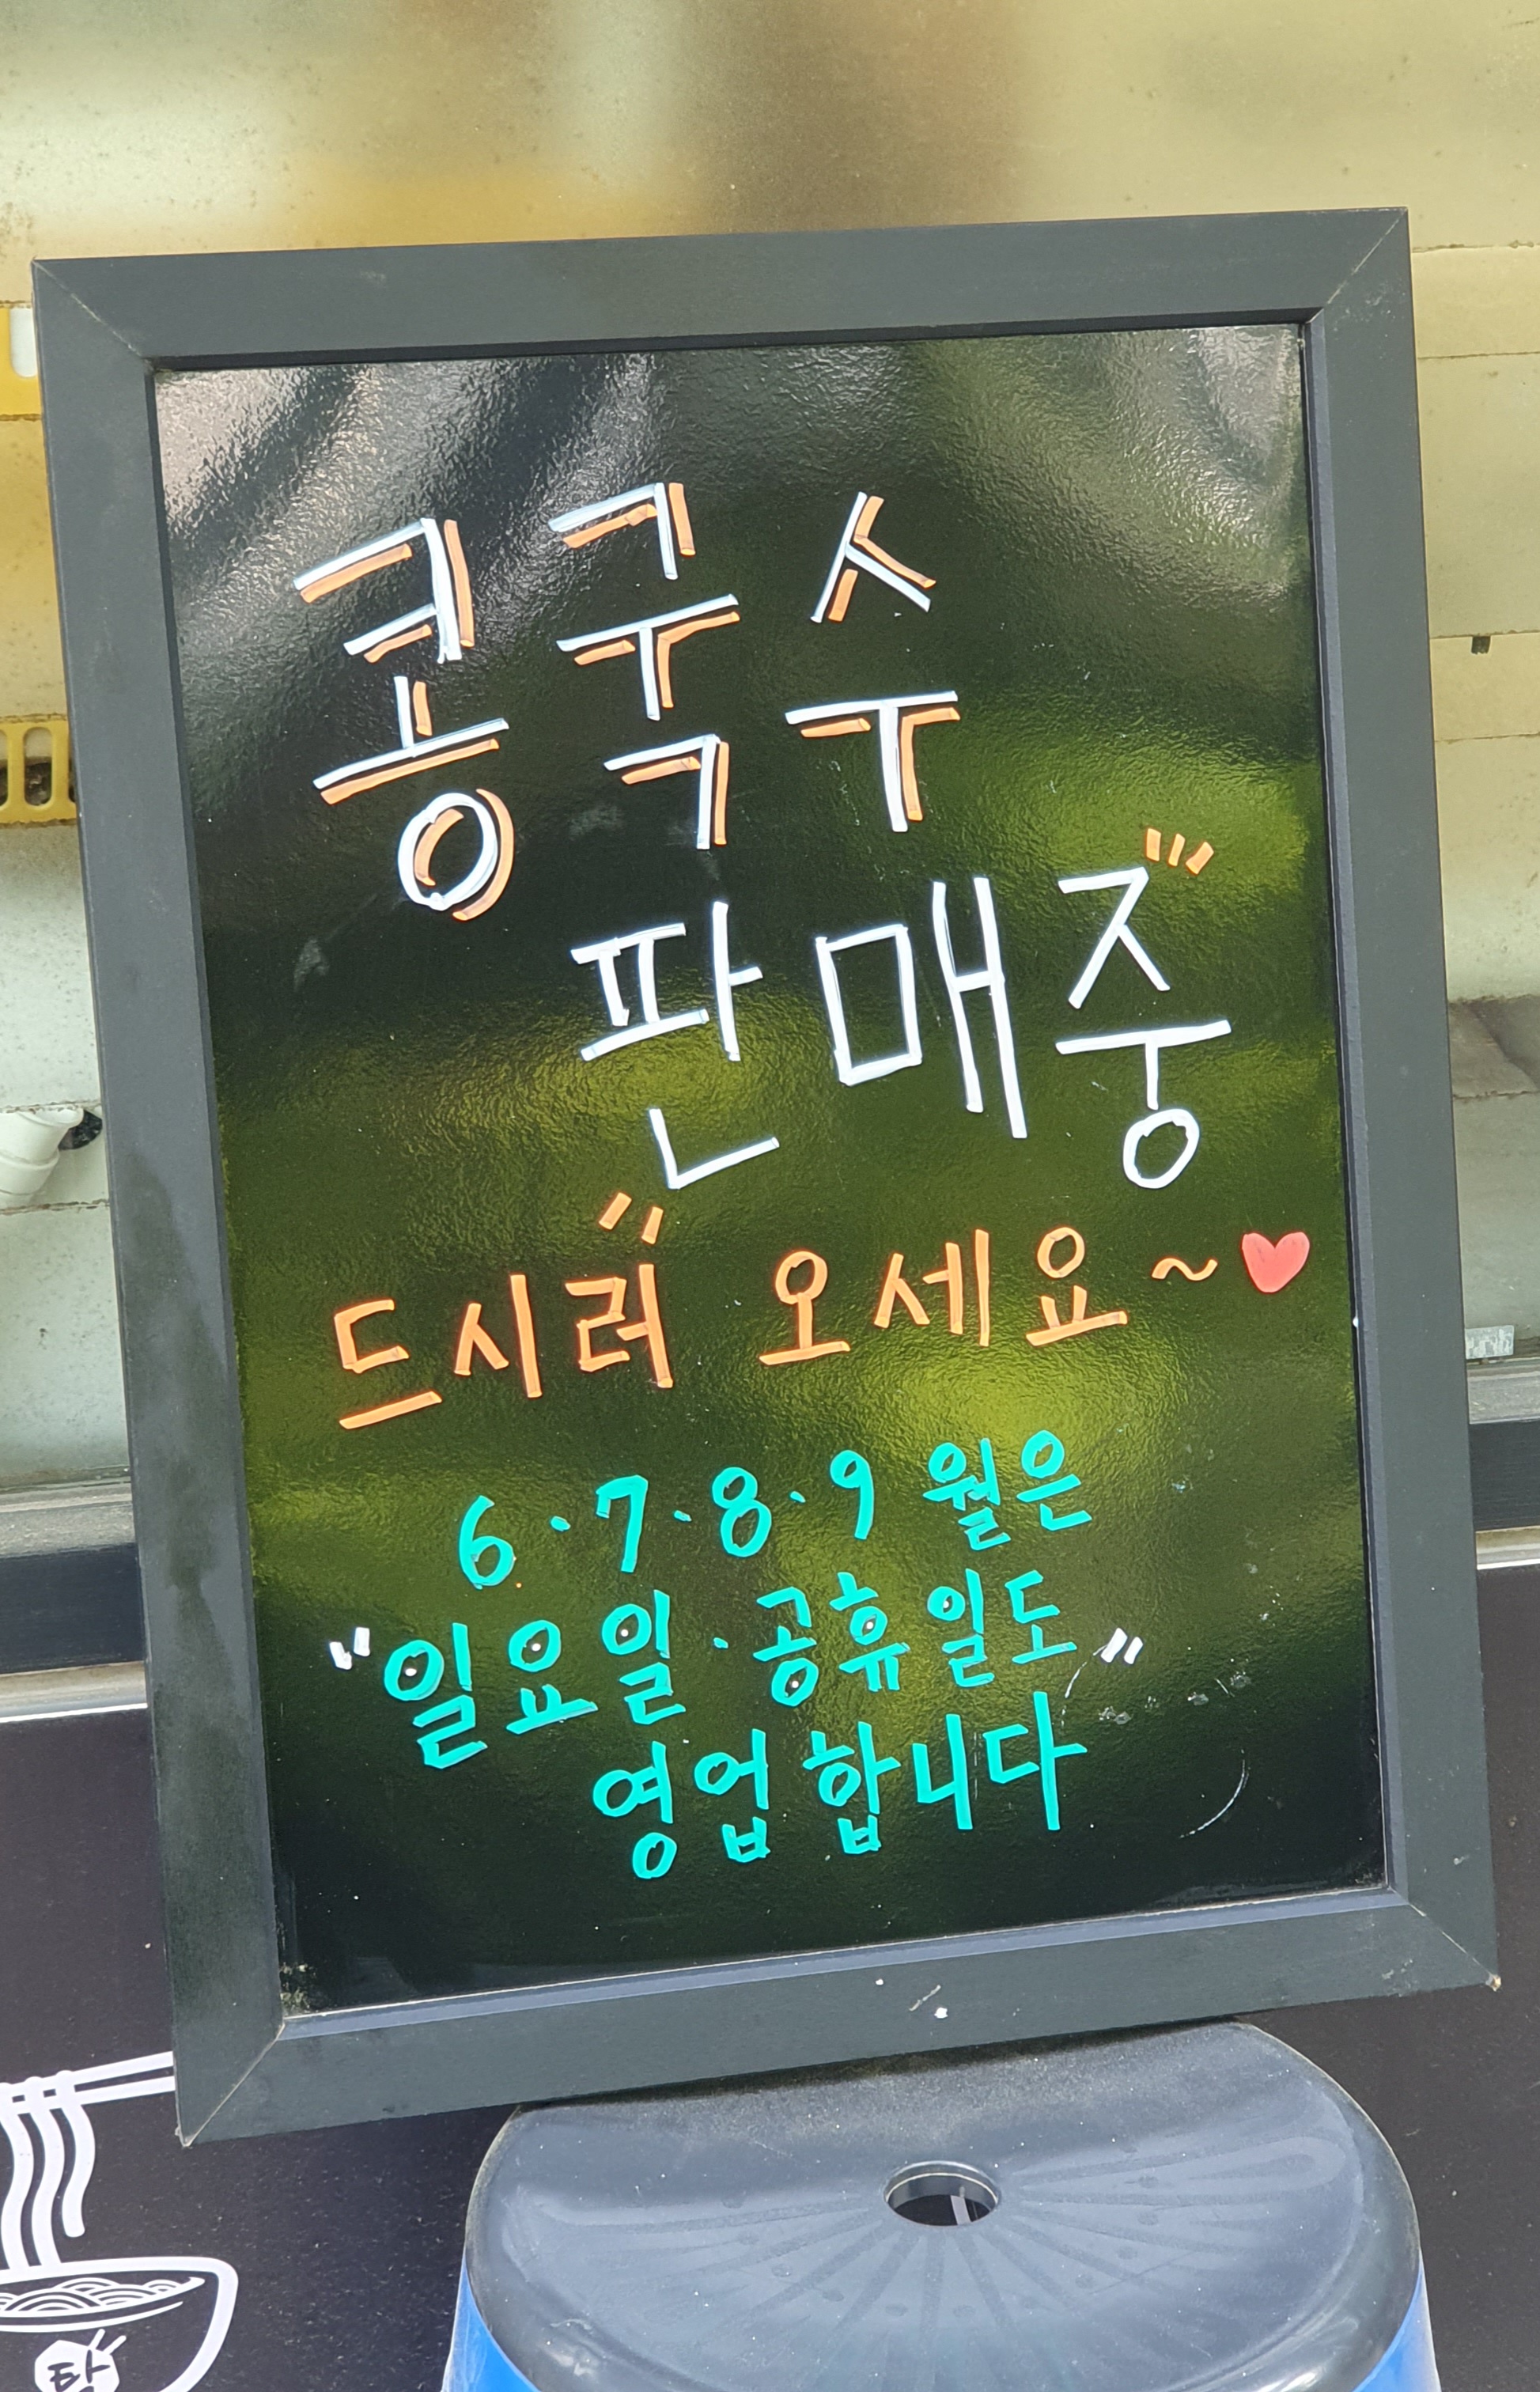 콩국수
판매중
드시러 오세요~♥
6·7·8·9월은
"일요일·공휴일도"
영업합니다